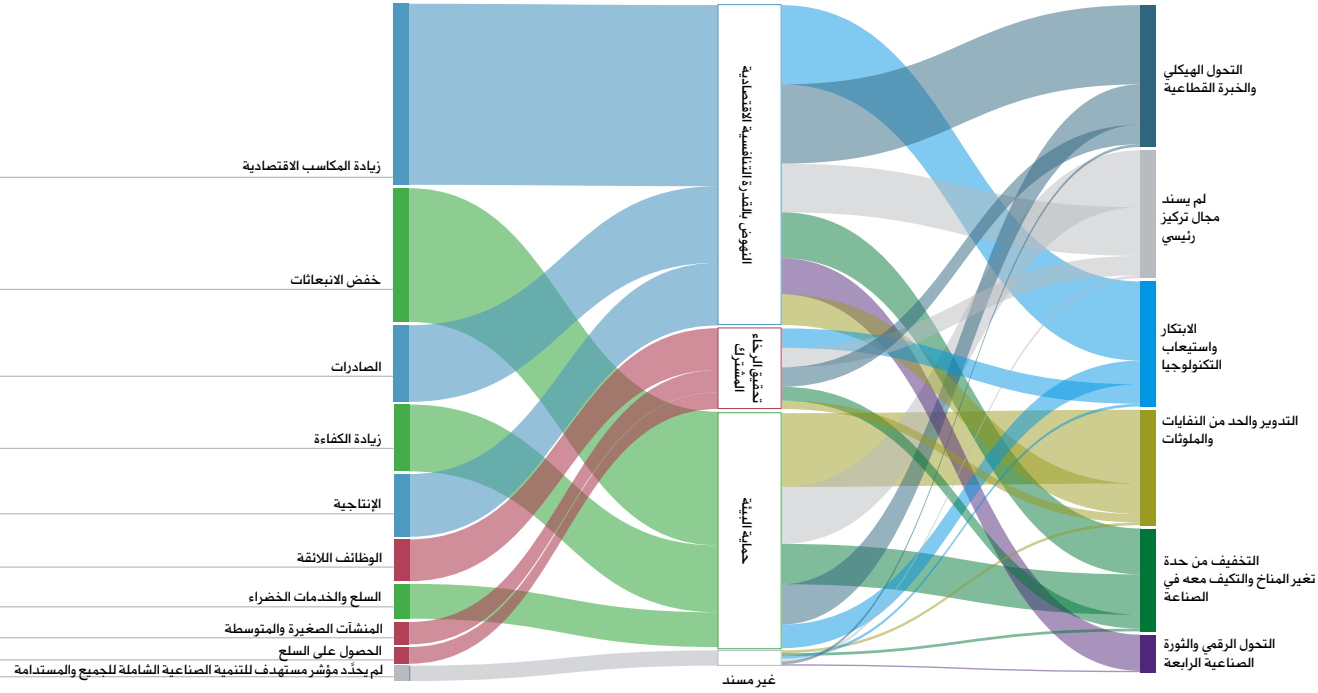 التحول الهيكلي
والخبرة القطاعية
لم يسند
مجال تركيز
رئيسي
الابتكار
واستيعاب
التكنولوجيا
التدوير والحد من النفايات
والملوثات
التخفيف من حدة
تغير المناخ والتكيف معه في
الصناعة
التحول الرقمي والثورة
الصناعية الرابعة
النهوض بالقدرة التنافسية الاقتصادية
تحقيق الرخاء
المشترك
حماية البيئة
غير مسند
زيادة المكاسب الاقتصادية
خفض الانبعاثات
الصادرات
زيادة الكفاءة
الإنتاجية
الوظائف اللائقة
السلع والخدمات الخضراء
المنشآت الصغيرة والمتوسطة
الحصول على السلع
لم يحدَّد مؤشر مستهدف للتنمية الصناعية الشاملة للجميع والمستدامة